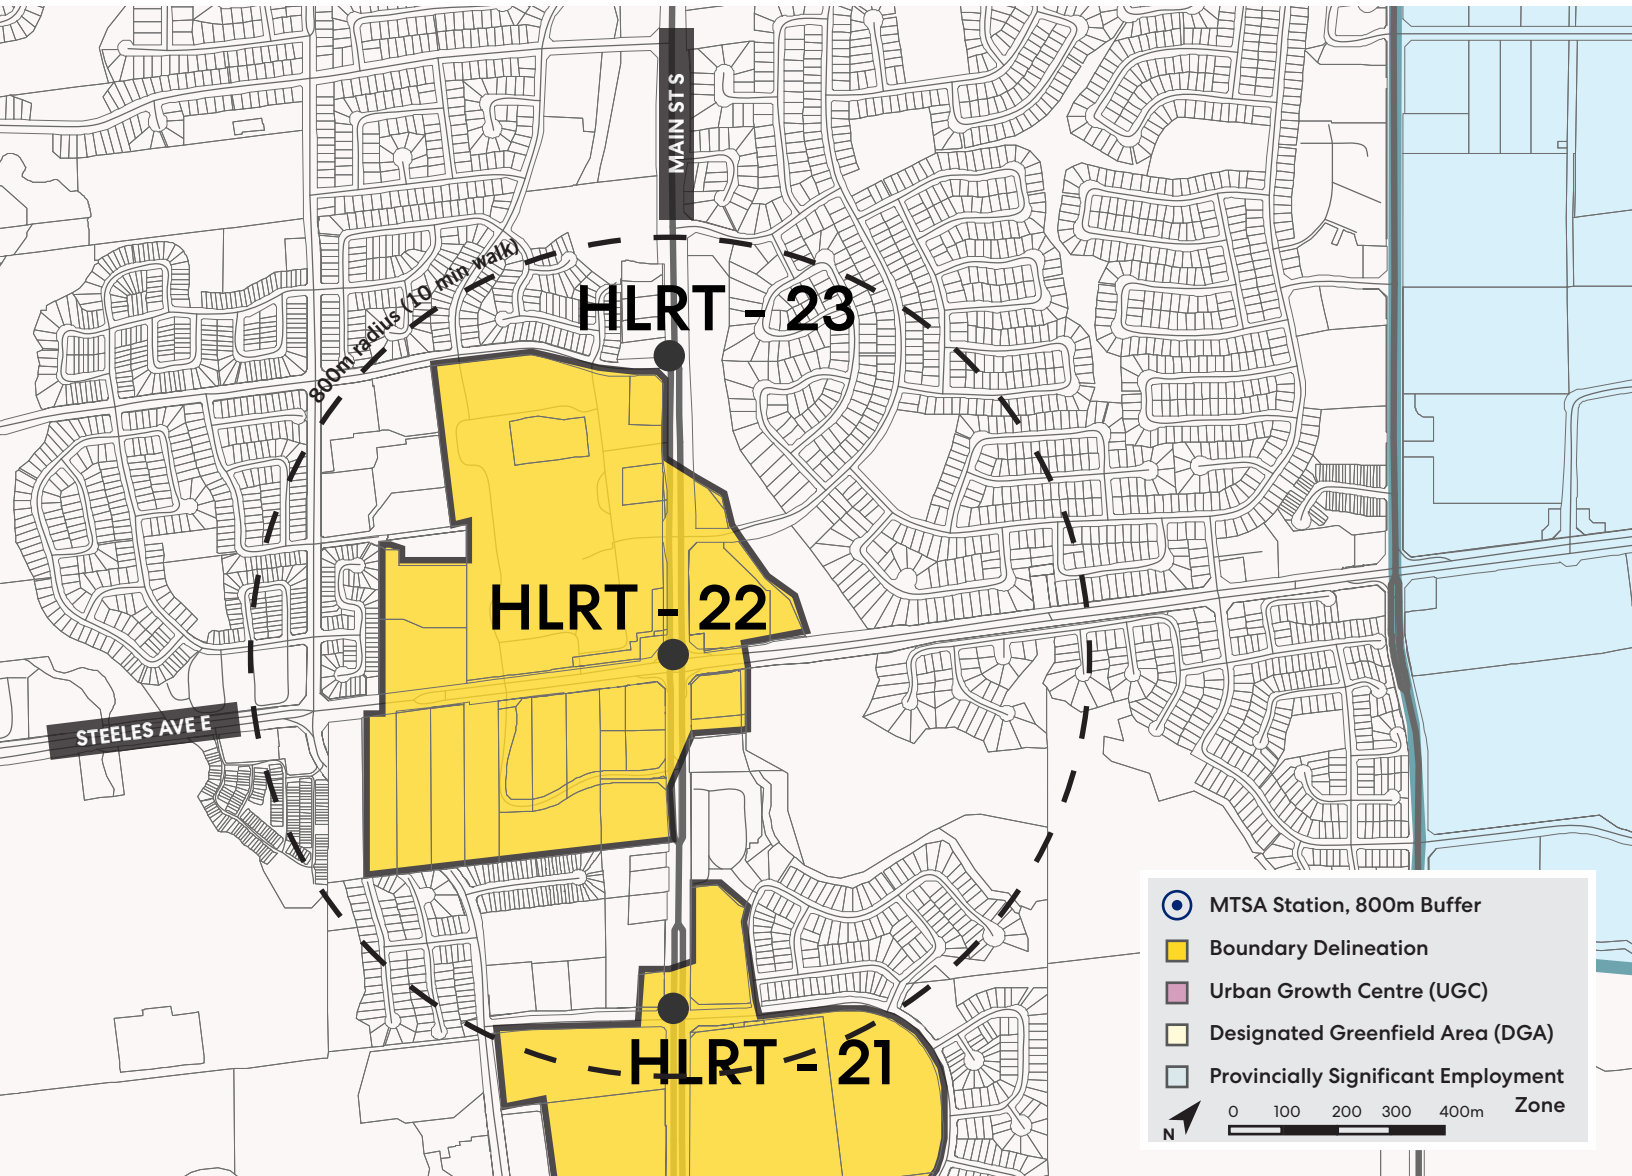 MAIN ST S
800m radius (10 min walk)
HLRT - 23
HLRT - 22
STEELES AVE E
HLRT - 21
MTSA Station, 800m Buffer
Boundary Delineation
Urban Growth Centre (UGC)
Designated Greenfield Area (DGA)
Provincially Significant Employment
Zone
N
0 100 200 300 400m